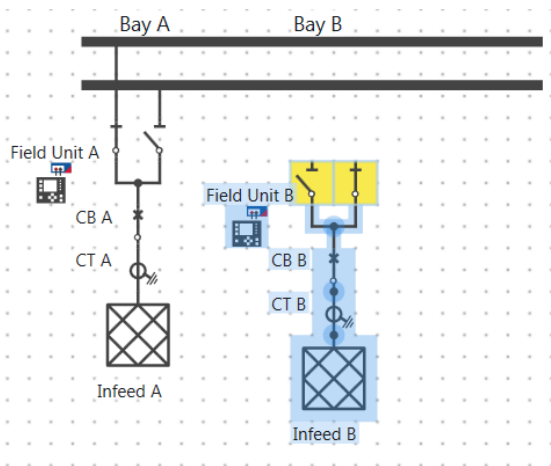 Bay A
Bay B
Field Unit A
CB A
CT A
Infeed A
Field Unit B
CB B
CT B
Infeed B